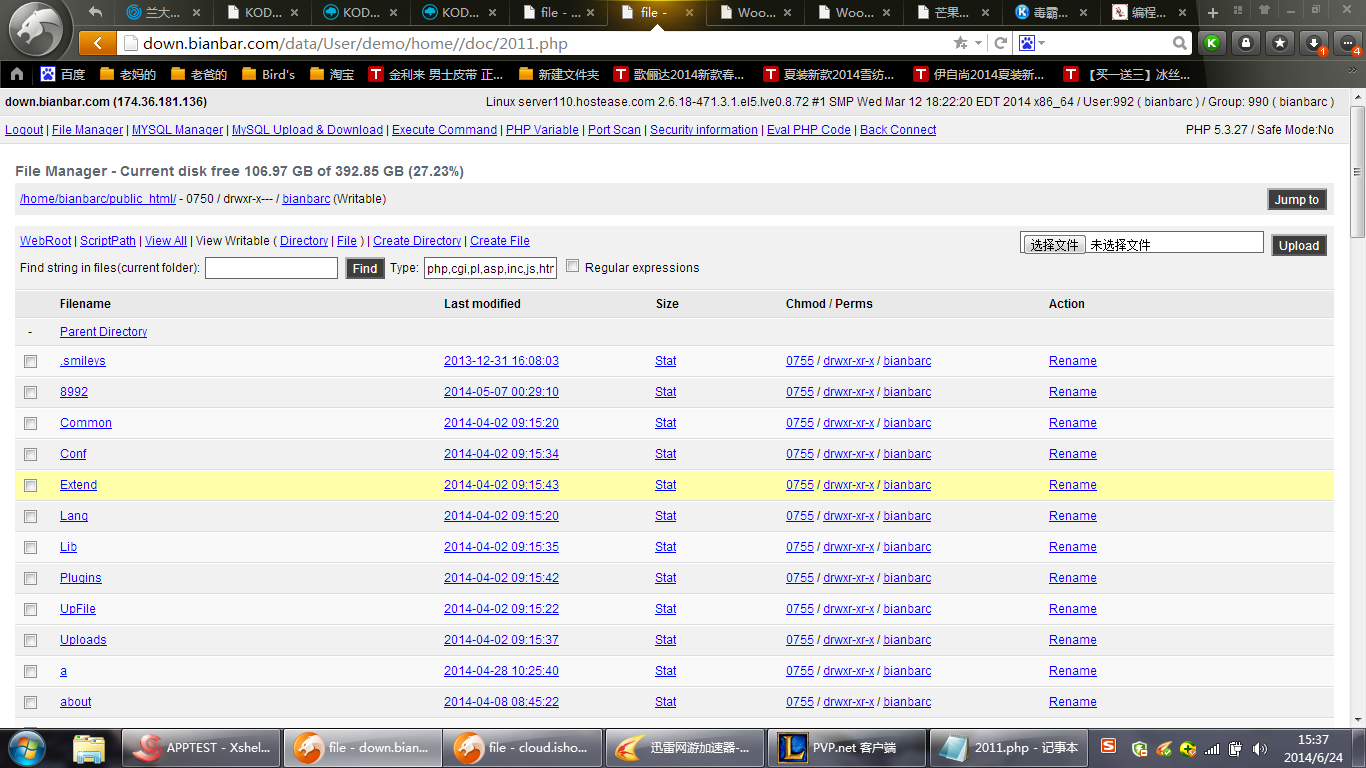 兰大... KOD... KOD... KOD... file - ... file - Woo... Woo... 芒果... 毒霸... 编程...
down.bianbar.com/data/User/demo/home//doc/2011.php
百度 老妈的 老爸的 Bird's 淘宝 金利来 男士皮带 正... 新建文件夹 歌俪达2014新款春... 夏装新款2014雪纺... 伊自尚2014夏装新... 【买一送三】冰丝...
down.bianbar.com (174.36.181.136) Linux server110.hostease.com 2.6.18-471.3.1.el5.lve0.8.72 #1 SMP Wed Mar 12 18:22:20 EDT 2014 x86_64 / User:992 ( bianbarc ) / Group: 990 ( bianbarc )
Logout | File Manager | MYSQL Manager | MySQL Upload & Download | Execute Command | PHP Variable | Port Scan | Security information | Eval PHP Code | Back Connect PHP 5.3.27 / Safe Mode:No
File Manager - Current disk free 106.97 GB of 392.85 GB (27.23%)
/home/bianbarc/public_html/ - 0750 / drwxr-x--- / bianbarc (Writable) Jump to
WebRoot | ScriptPath | View All | View Writable ( Directory | File ) | Create Directory | Create File 选择文件 未选择文件 Upload
Find string in files(current folder): Find Type: php,cgi,pl,asp,inc,js,htn Regular expressions
Filename Last modified Size Chmod / Perms Action
- Parent Directory
.smileys 2013-12-31 16:08:03 Stat 0755 / drwxr-xr-x / bianbarc Rename
8992 2014-05-07 00:29:10 Stat 0755 / drwxr-xr-x / bianbarc Rename
Common 2014-04-02 09:15:20 Stat 0755 / drwxr-xr-x / bianbarc Rename
Conf 2014-04-02 09:15:34 Stat 0755 / drwxr-xr-x / bianbarc Rename
Extend 2014-04-02 09:15:43 Stat 0755 / drwxr-xr-x / bianbarc Rename
Lang 2014-04-02 09:15:20 Stat 0755 / drwxr-xr-x / bianbarc Rename
Lib 2014-04-02 09:15:35 Stat 0755 / drwxr-xr-x / bianbarc Rename
Plugins 2014-04-02 09:15:42 Stat 0755 / drwxr-xr-x / bianbarc Rename
UpFile 2014-04-02 09:15:22 Stat 0755 / drwxr-xr-x / bianbarc Rename
Uploads 2014-04-02 09:15:37 Stat 0755 / drwxr-xr-x / bianbarc Rename
a 2014-04-28 10:25:40 Stat 0755 / drwxr-xr-x / bianbarc Rename
about 2014-04-08 08:45:22 Stat 0755 / drwxr-xr-x / bianbarc Rename
APPTEST - Xshel... file - down.bian... file - cloud.isho... 迅雷网游加速器-... PVP.net 客户端 2011.php - 记事本 15:37
2014/6/24